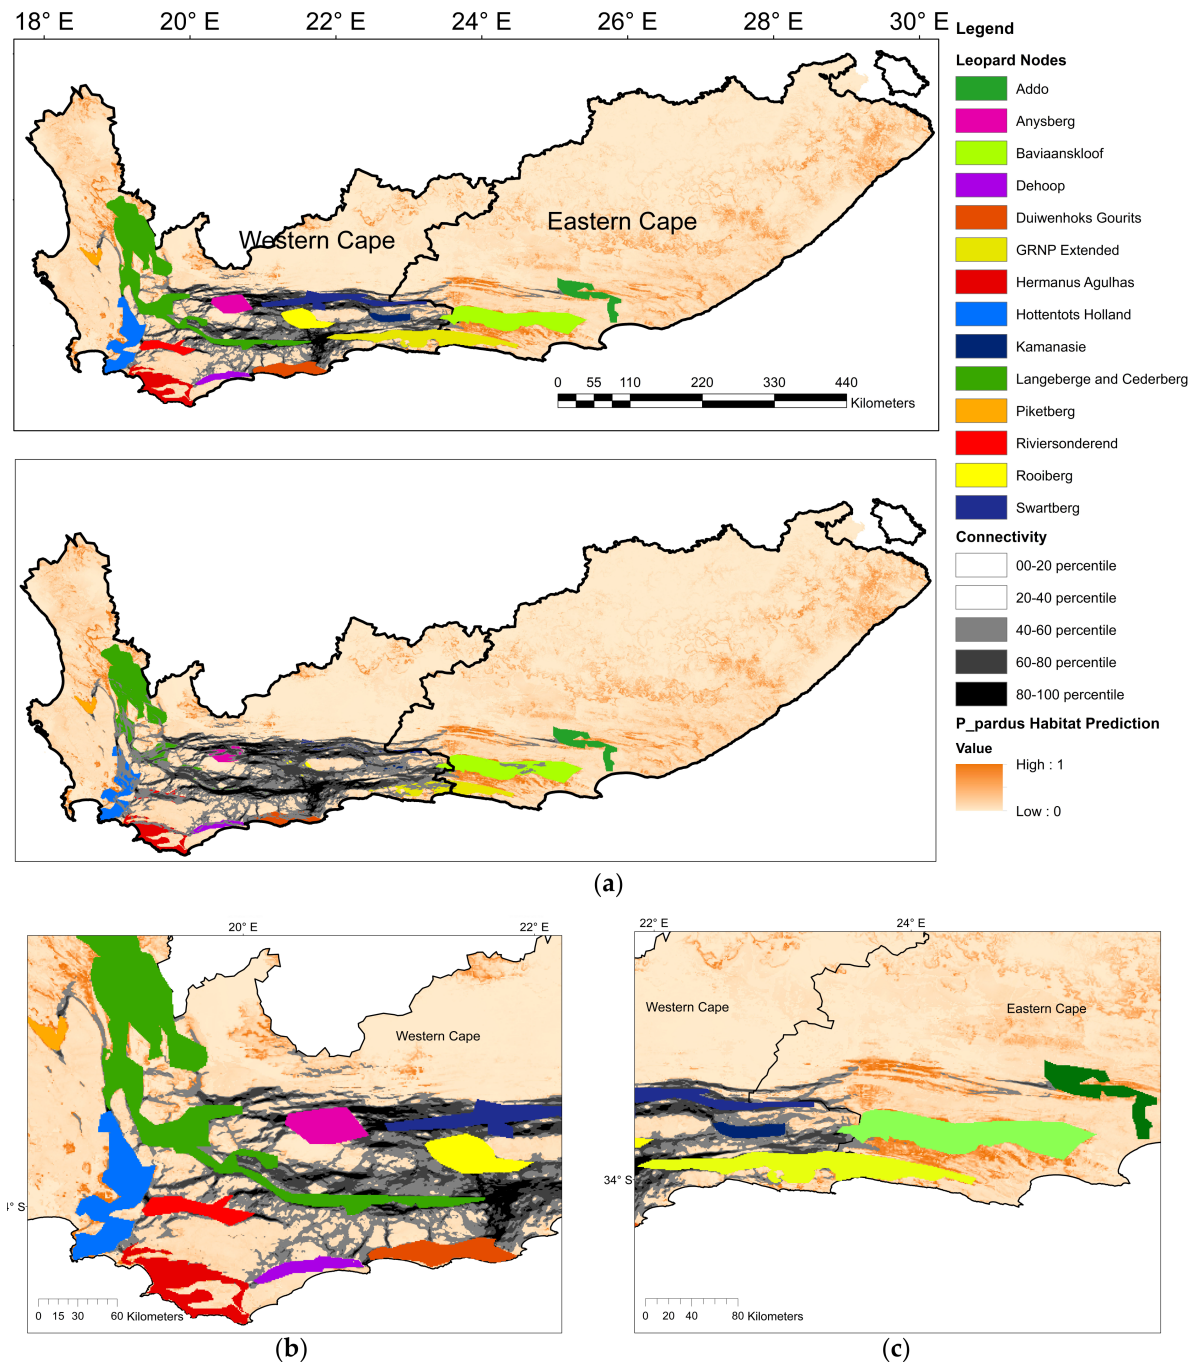 18° E 20° E 22° E 24° E 26° E 28° E 30° E
Western Cape
Eastern Cape
0 55 110 220 330 440
Kilometers
Legend
Leopard Nodes
Addo
Anysberg
Baviaanskloof
Dehoop
Duiwenhoks Gourits
GRNP Extended
Hermanus Agulhas
Hottentots Holland
Kamanasie
Langeberge and Cederberg
Piketberg
Riviersonderend
Rooiberg
Swartberg
Connectivity
00-20 percentile
20-40 percentile
40-60 percentile
60-80 percentile
80-100 percentile
P_pardus Habitat Prediction
Value
High : 1
Low : 0
(a)
20° E 22° E
Western Cape
° S
0 15 30 60 Kilometers
(b)
22° E 24° E
Western Cape
Eastern Cape
34° S
0 20 40 80
Kilometers
(c)